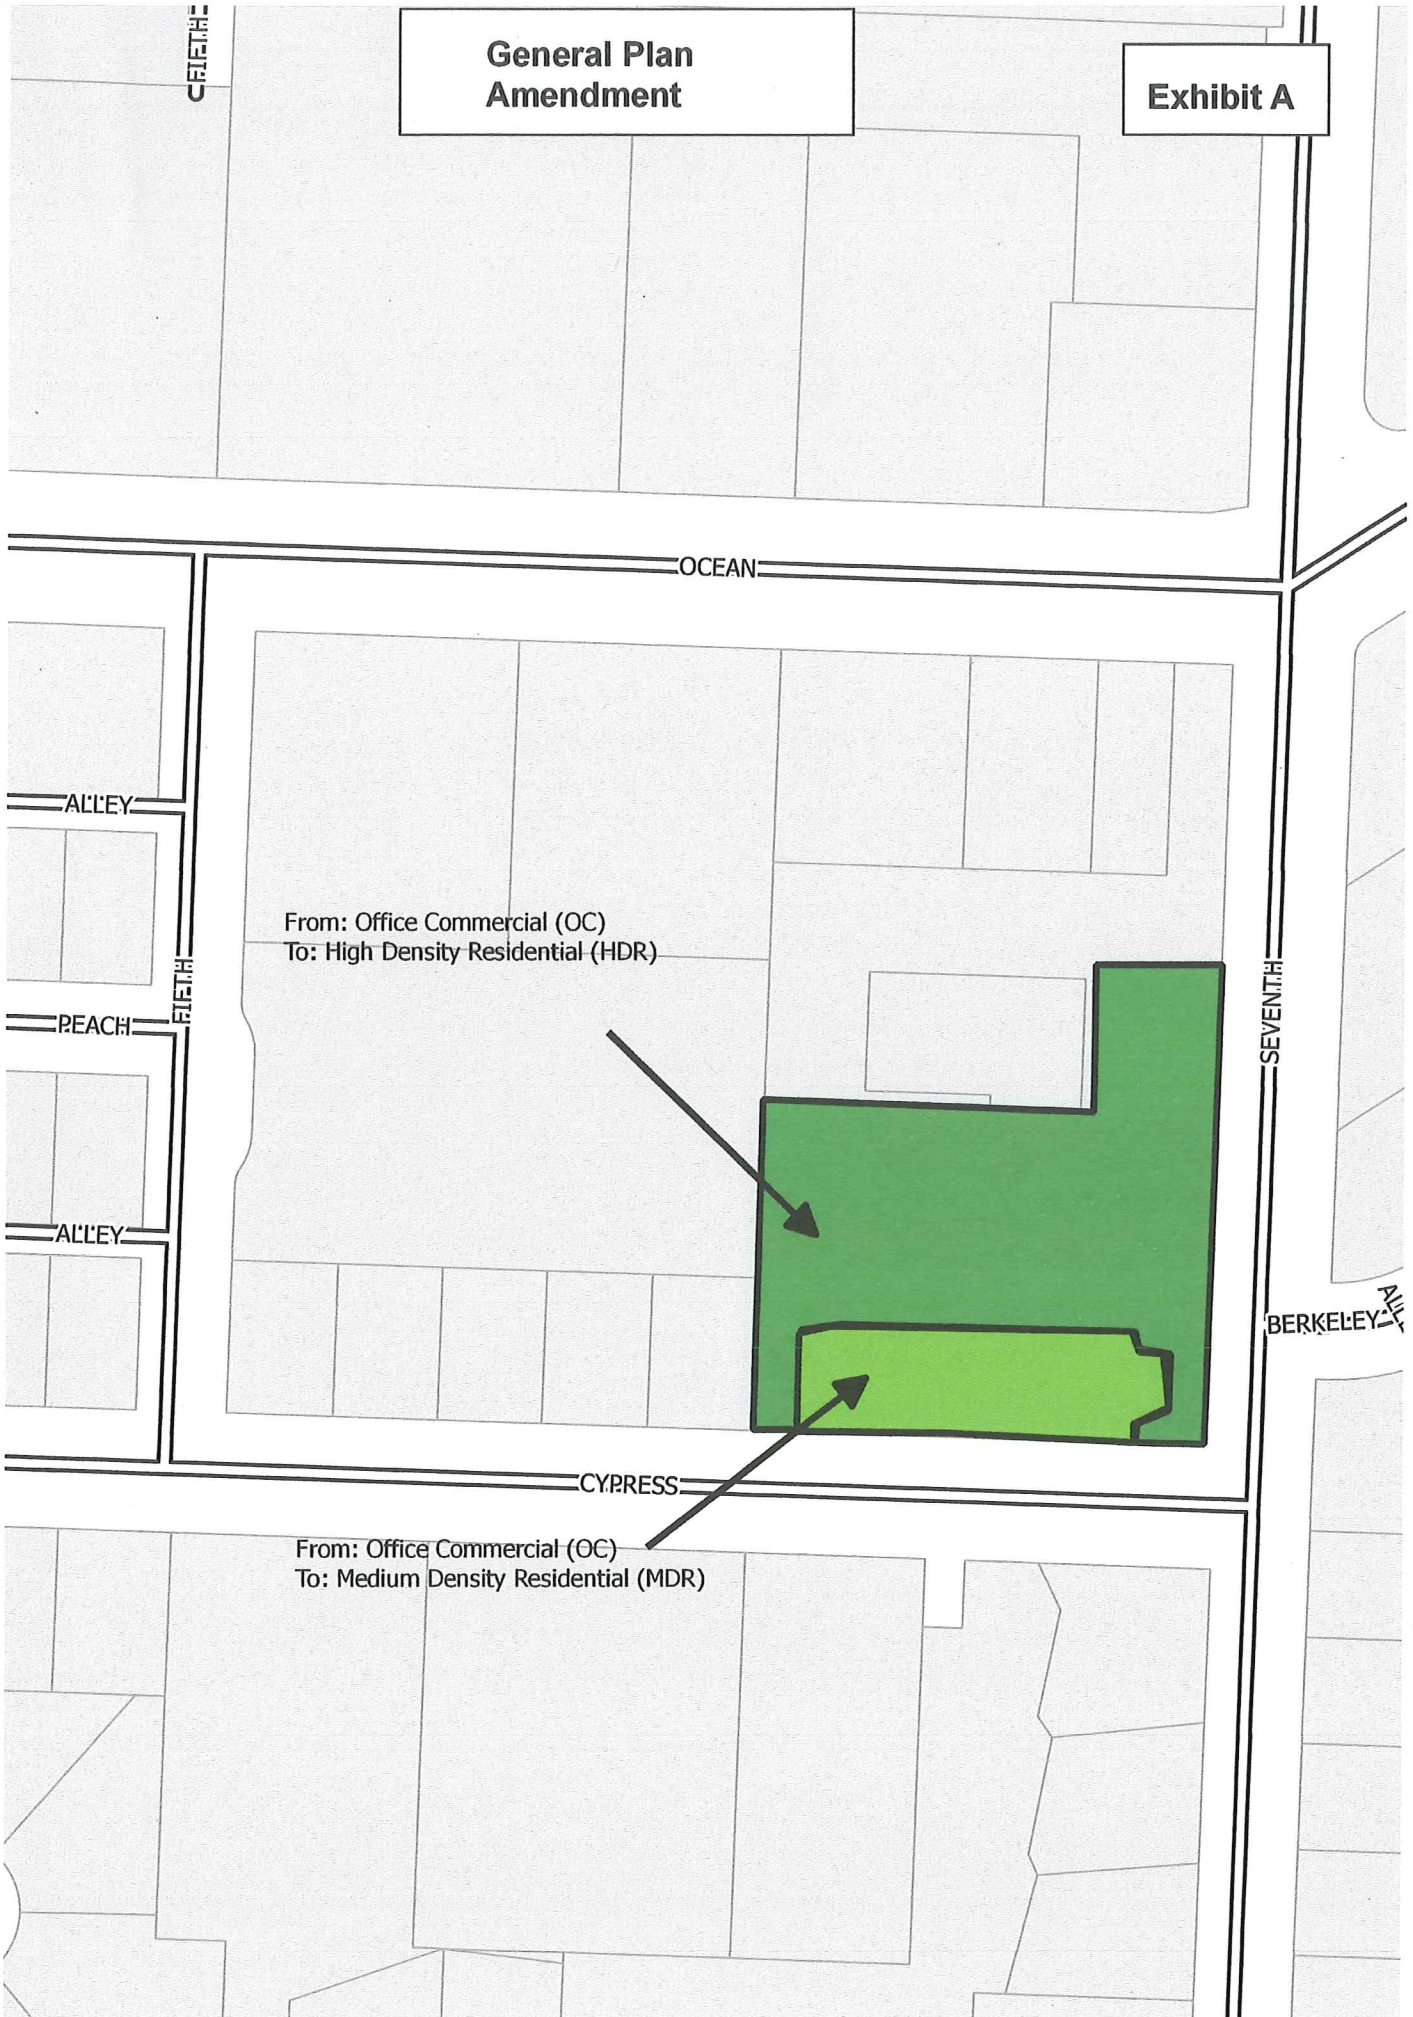 FIFTH
General Plan
Amendment
Exhibit A
OCEAN
ALLEY
From: Office Commercial (OC)
To: High Density Residential (HDR)
FIFTH
SEVENTH
PEACH
ALLEY
BERKELEY
CYPRESS
From: Office Commercial (OC)
To: Medium Density Residential (MDR)